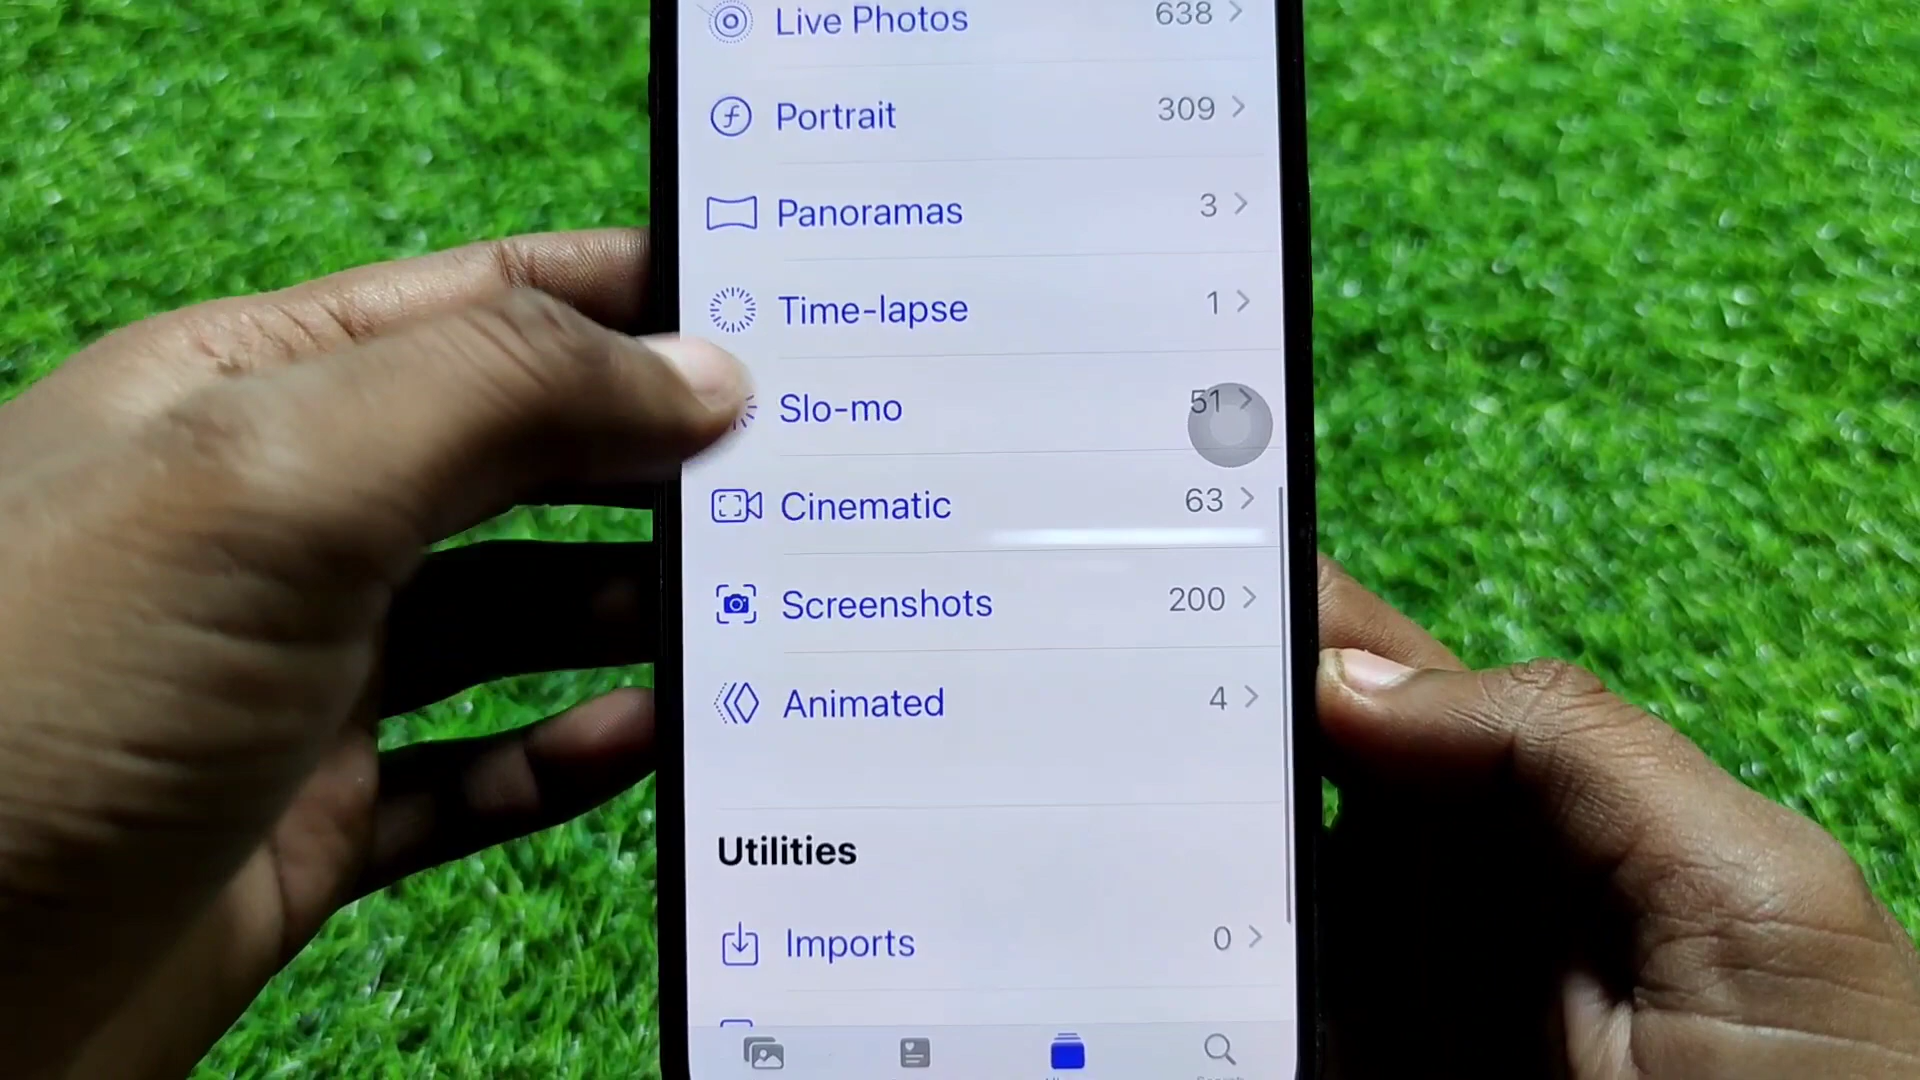 Live Photos 638
Portrait 309
Panoramas 3
Time-lapse 1
Slo-mo 51
Cinematic 63
Screenshots 200
Animated 4
Utilities
Imports 0